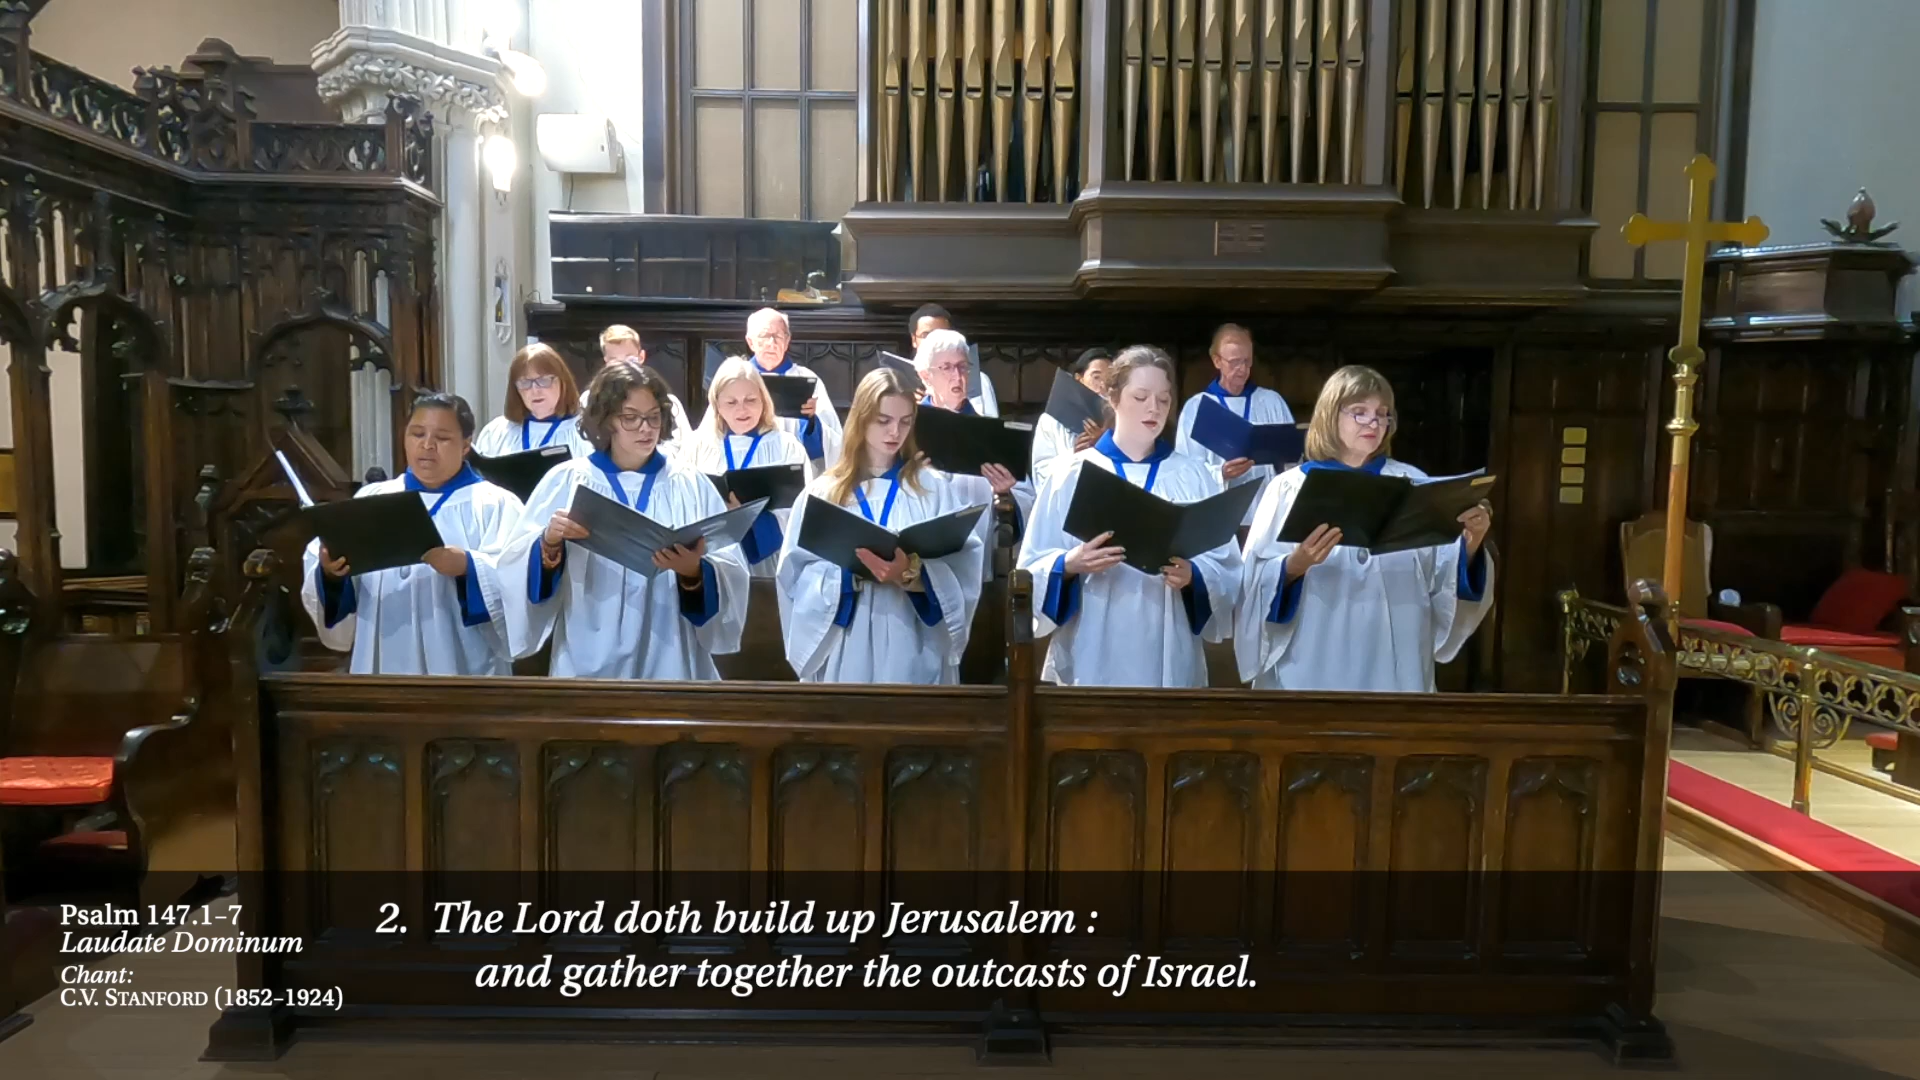 Psalm 147.1–7
Laudate Dominum
Chant:
C.V. STANFORD (1852–1924)
2. The Lord doth build up Jerusalem :
and gather together the outcasts of Israel.